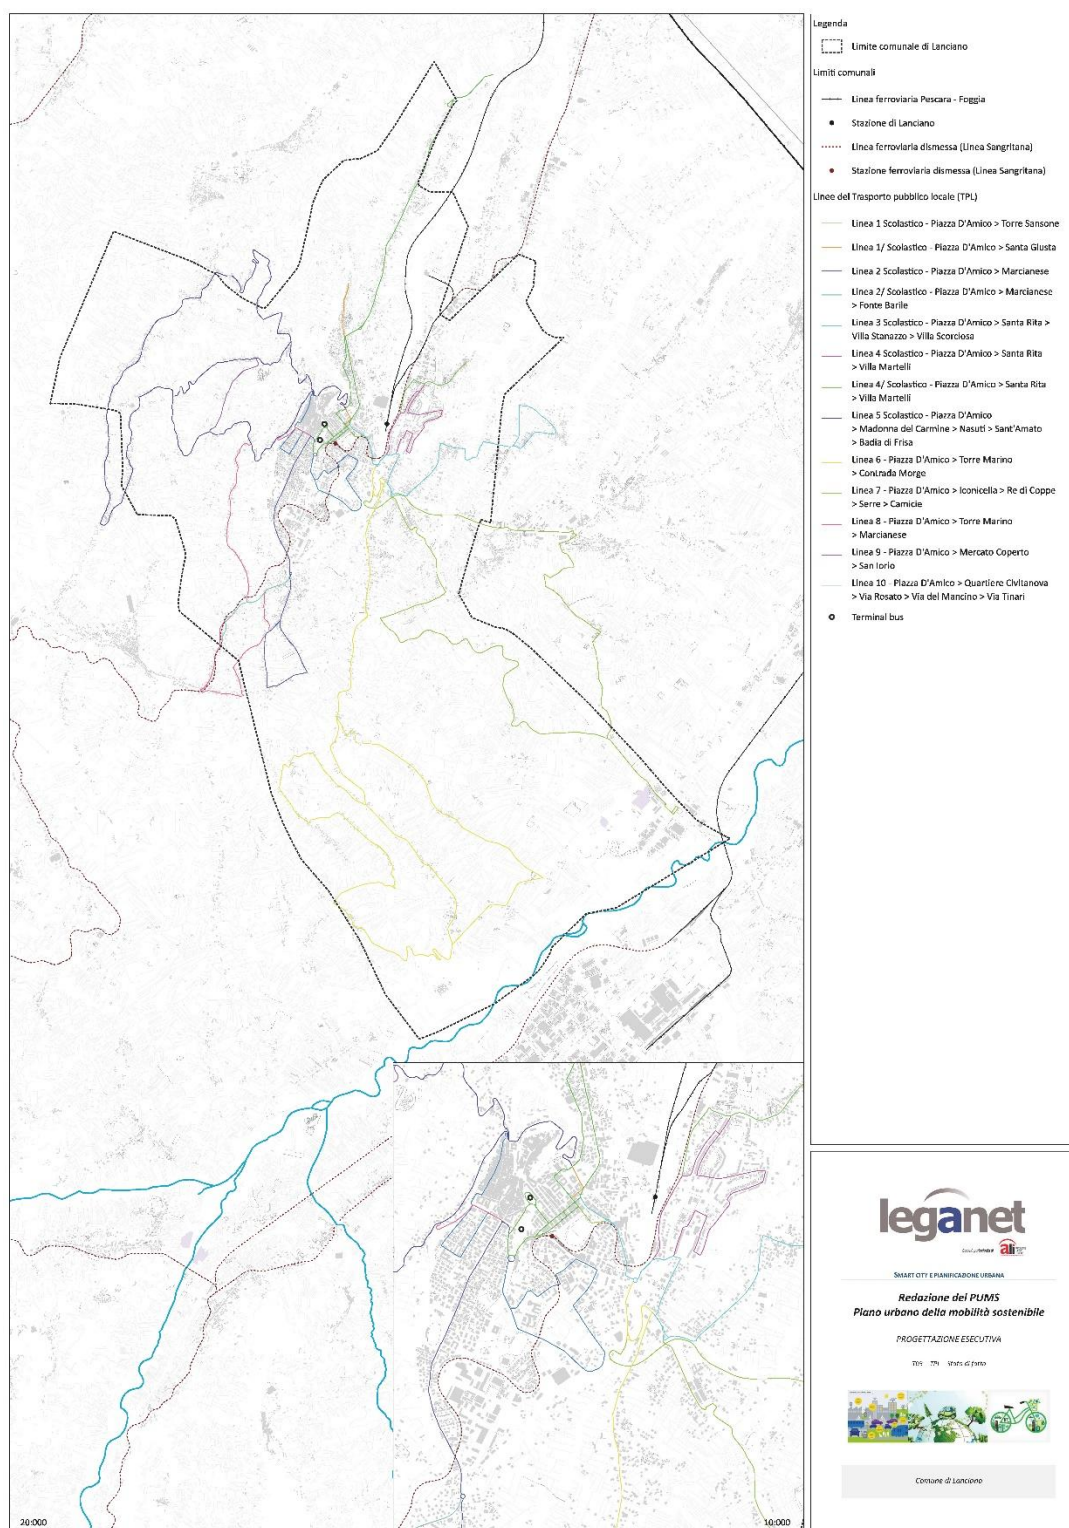 Legenda
Limite comunale di Lanciano
Limiti comunali
Linea ferroviaria Pescara - Foggia
Stazione di Lanciano
Linea ferroviaria dismessa (Linea Sangritana)
Stazione ferroviaria dismessa (Linea Sangritana)
Linee del Trasporto pubblico locale (TPL)
Linea 1 Scolastico - Piazza D'Amico > Torre Sansone
Linea 1/ Scolastico - Piazza D'Amico > Santa Giusta
Linea 2 Scolastico - Piazza D'Amico > Marcianese
Linea 2/ Scolastico - Piazza D'Amico > Marcianese
> Fonte Barile
Linea 3 Scolastico - Piazza D'Amico > Santa Rita >
Villa Stanazzo > Villa Scorciosa
Linea 4 Scolastico - Piazza D'Amico > Santa Rita
> Villa Martelli
Linea 4/ Scolastico - Piazza D'Amico > Santa Rita
> Villa Martelli
Linea 5 Scolastico - Piazza D'Amico
> Madonna del Carmine > Nasuti > Sant'Amato
> Badia di Frisa
Linea 6 - Piazza D'Amico > Torre Marino
> Contrada Morge
Linea 7 - Piazza D'Amico > Iconicella > Re di Coppe
> Serre > Camicie
Linea 8 - Piazza D'Amico > Torre Marino
> Marcianese
Linea 9 - Piazza D'Amico > Mercato Coperto
> San Iorio
Linea 10 - Piazza D'Amico > Quartiere Civitanova
> Via Rosato > Via del Mancino > Via Tinari
Terminal bus
leganet
ali
SMART CITY E PIANIFICAZIONE URBANA
Redazione del PUMS
Piano urbano della mobilità sostenibile
PROGETTAZIONE ESECUTIVA
Stato di fatto
Comune di Lanciano
20:000
10:000